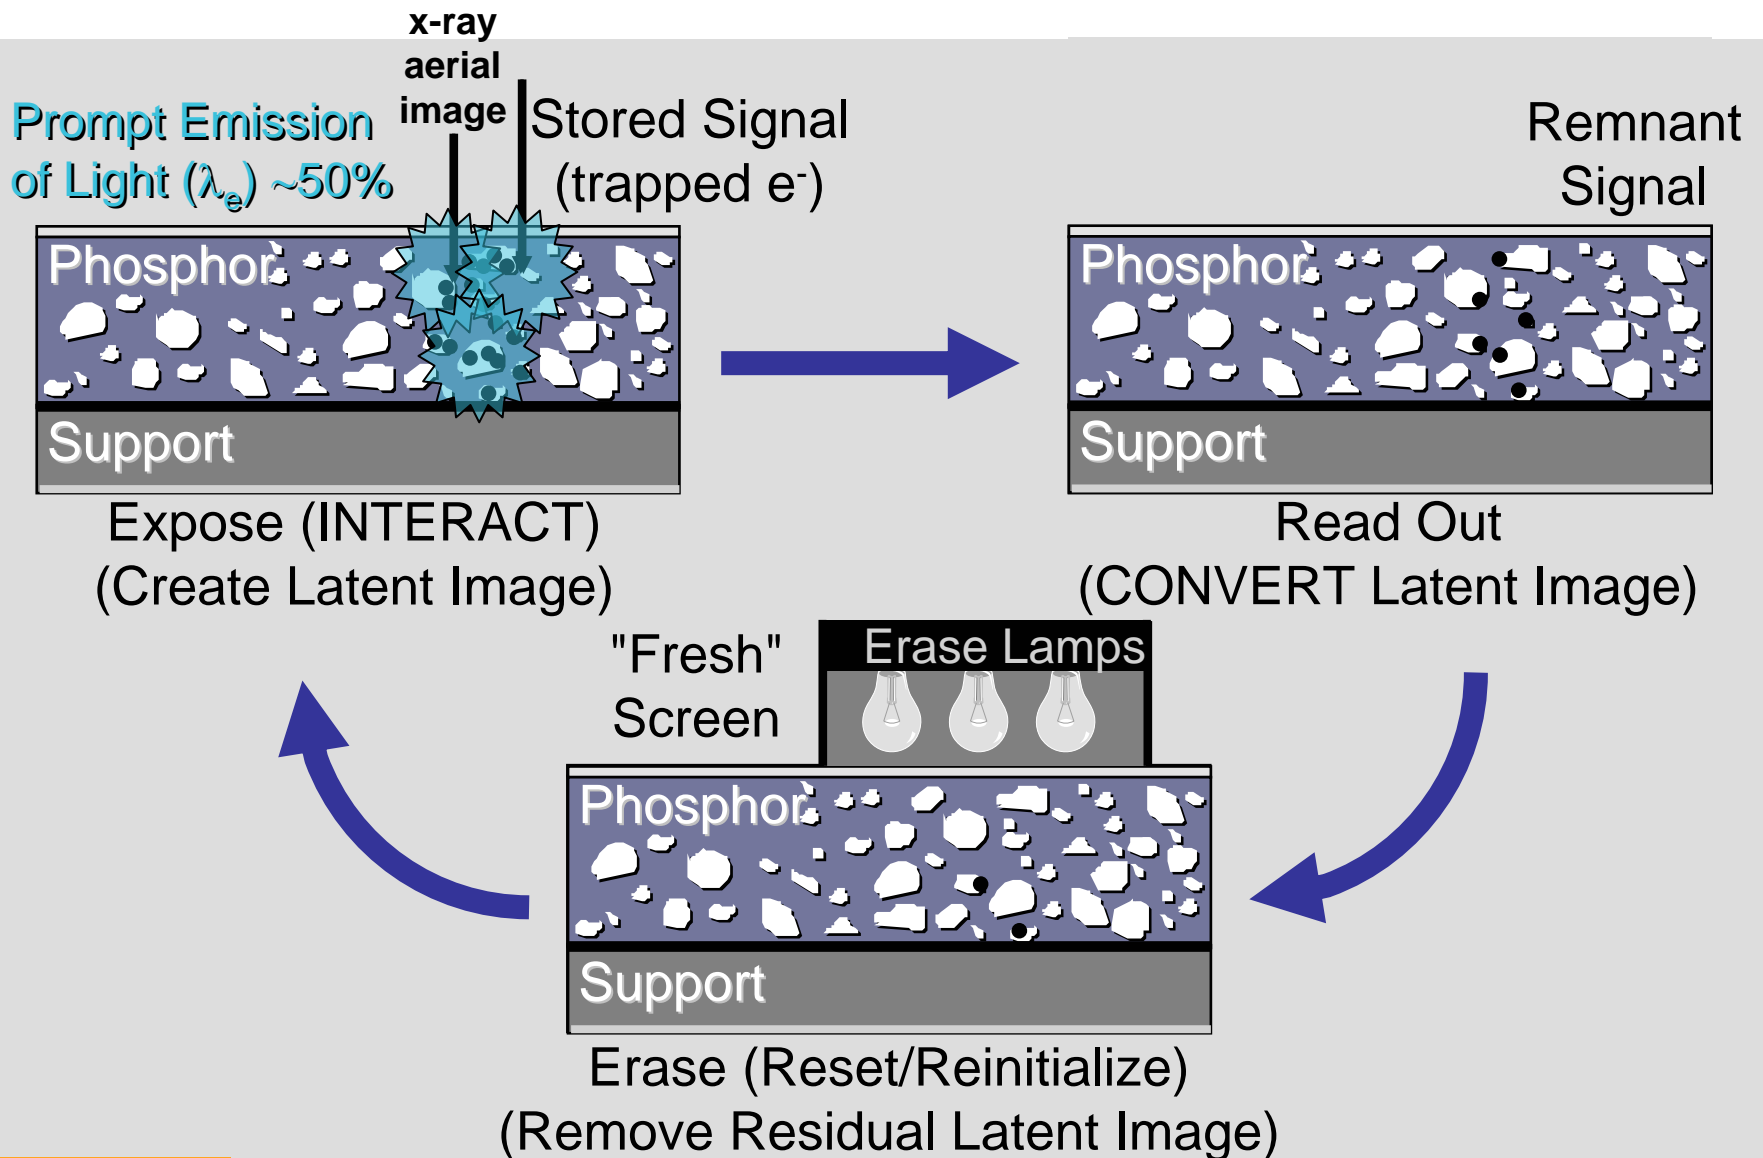 x-ray
aerial
image
Prompt Emission
of Light (λe) ~50%
Stored Signal
(trapped e-)
Phosphor
Support
Expose (INTERACT)
(Create Latent Image)
Remnant
Signal
Phosphor
Support
Read Out
(CONVERT Latent Image)
"Fresh"
Screen
Erase Lamps
Phosphor
Support
Erase (Reset/Reinitialize)
(Remove Residual Latent Image)